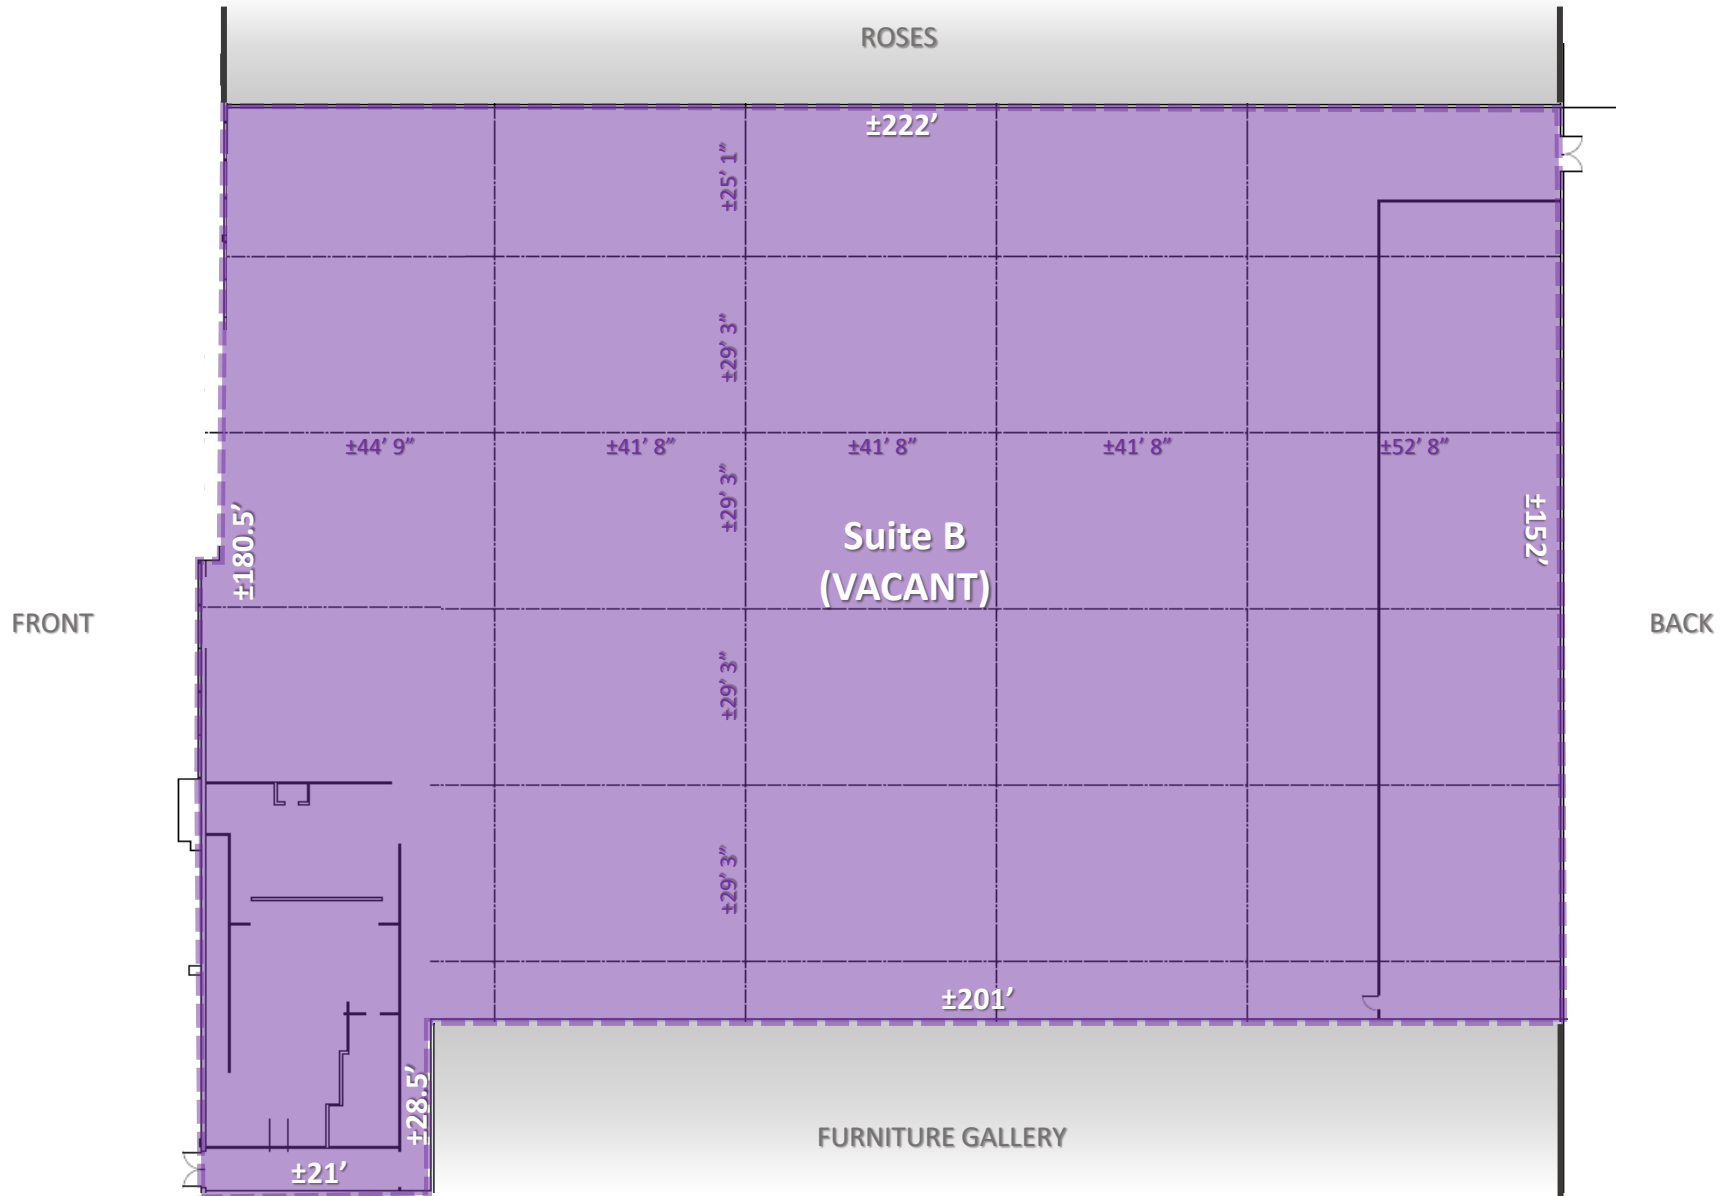 ROSES
±222’
±25’ 1”
±29’ 3”
±44’ 9”
±41’ 8”
±41’ 8”
±41’ 8”
±52’ 8”
±29’ 3”
±180.5’
Suite B
(VACANT)
±152’
FRONT
BACK
±29’ 3”
±29’ 3”
±201’
±28.5’
FURNITURE GALLERY
±21’